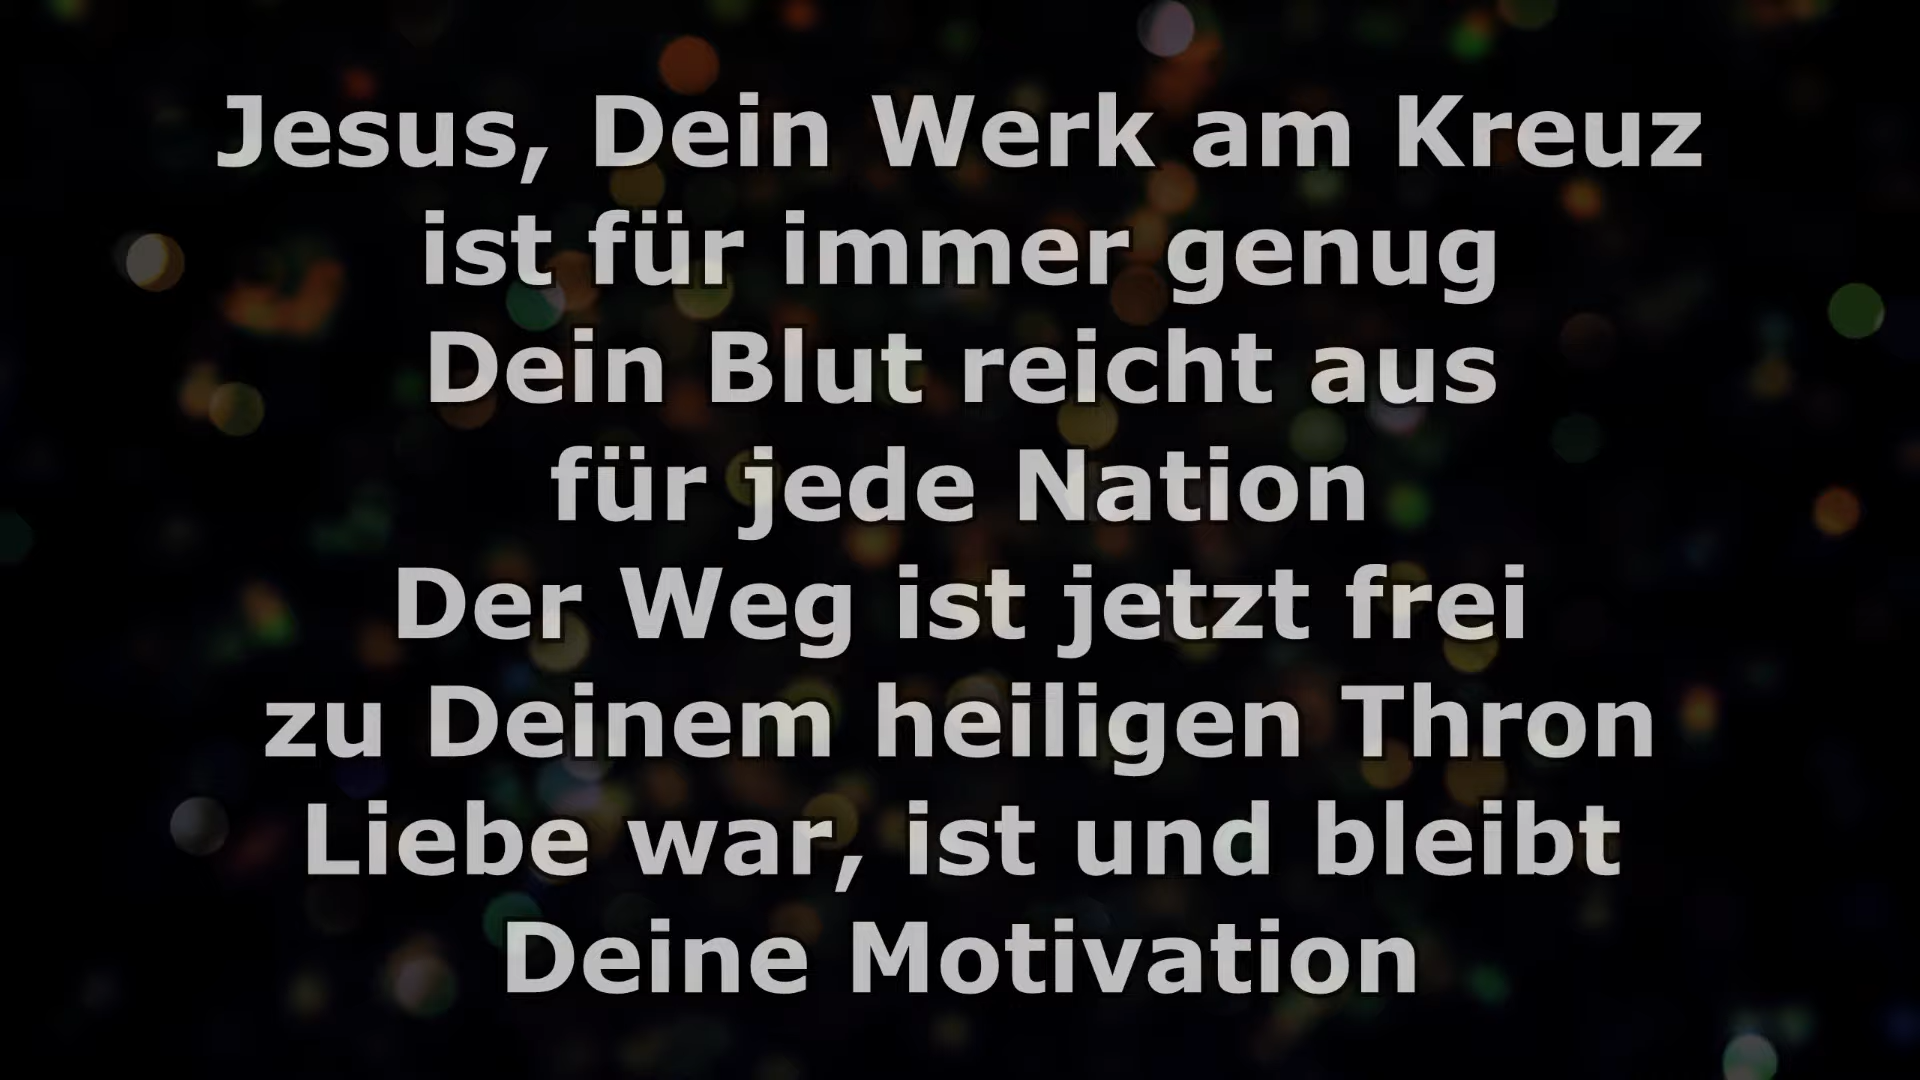 Jesus, Dein Werk am Kreuz
ist für immer genug
Dein Blut reicht aus
für jede Nation
Der Weg ist jetzt frei
zu Deinem heiligen Thron
Liebe war, ist und bleibt
Deine Motivation